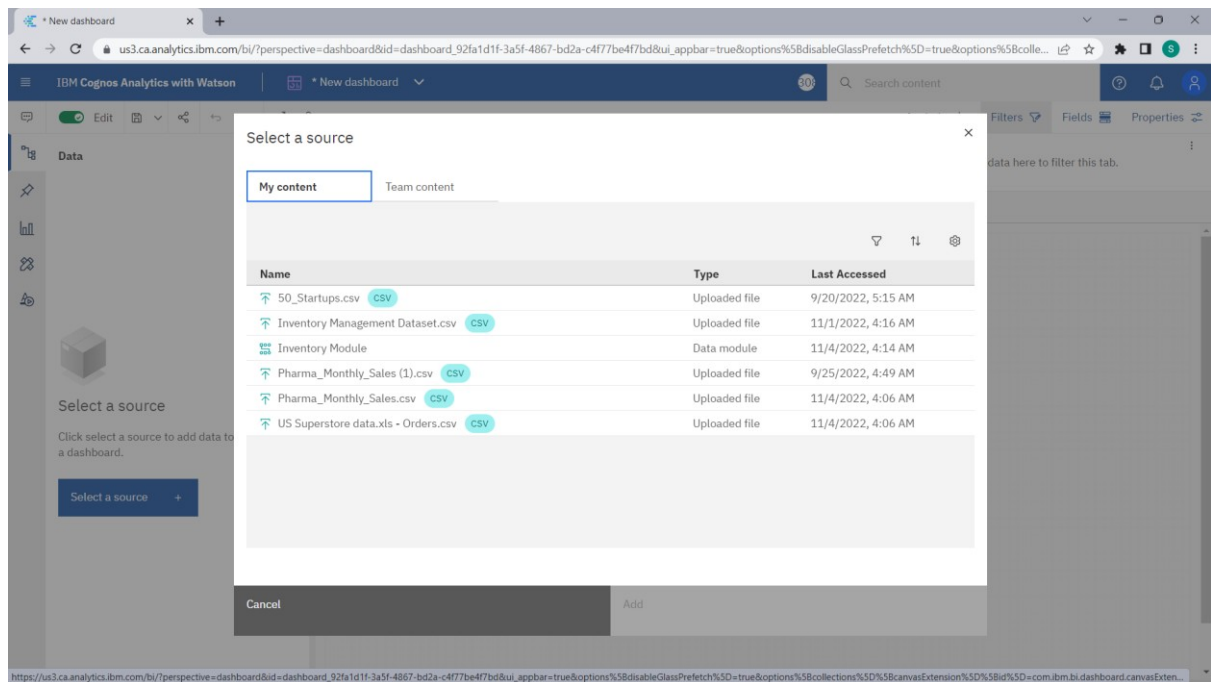 * New dashboard
us3.ca.analytics.ibm.com/bi/?perspective=dashboard&id=dashboard_92fa1d1f-3a5f-4867-bd2a-c4f77be4f7bd&ui_appbar=true&options%5BdisableGlassPrefetch%5D=true&options%5Bcolle...
S
IBM Cognos Analytics with Watson
* New dashboard
30
Search content
Edit
Filters
Fields
Properties
Data
data here to filter this tab.
Select a source
My content
Team content
Name Type Last Accessed
50_Startups.csv CSV Uploaded file 9/20/2022, 5:15 AM
Inventory Management Dataset.csv CSV Uploaded file 11/1/2022, 4:16 AM
Inventory Module Data module 11/4/2022, 4:14 AM
Pharma_Monthly_Sales (1).csv CSV Uploaded file 9/25/2022, 4:49 AM
Pharma_Monthly_Sales.csv CSV Uploaded file 11/4/2022, 4:06 AM
US Superstore data.xls - Orders.csv CSV Uploaded file 11/4/2022, 4:06 AM
Select a source
Click select a source to add data to
a dashboard.
Select a source +
Cancel
Add
https://us3.ca.analytics.ibm.com/bi/?perspective=dashboard&id=dashboard_92fa1d1f-3a5f-4867-bd2a-c4f77be4f7bd&ui_appbar=true&options%5BdisableGlassPrefetch%5D=true&options%5Bcollections%5D%5BcanvasExtension%5D%5Bid%5D=com.ibm.bi.dashboard.canvasExten...